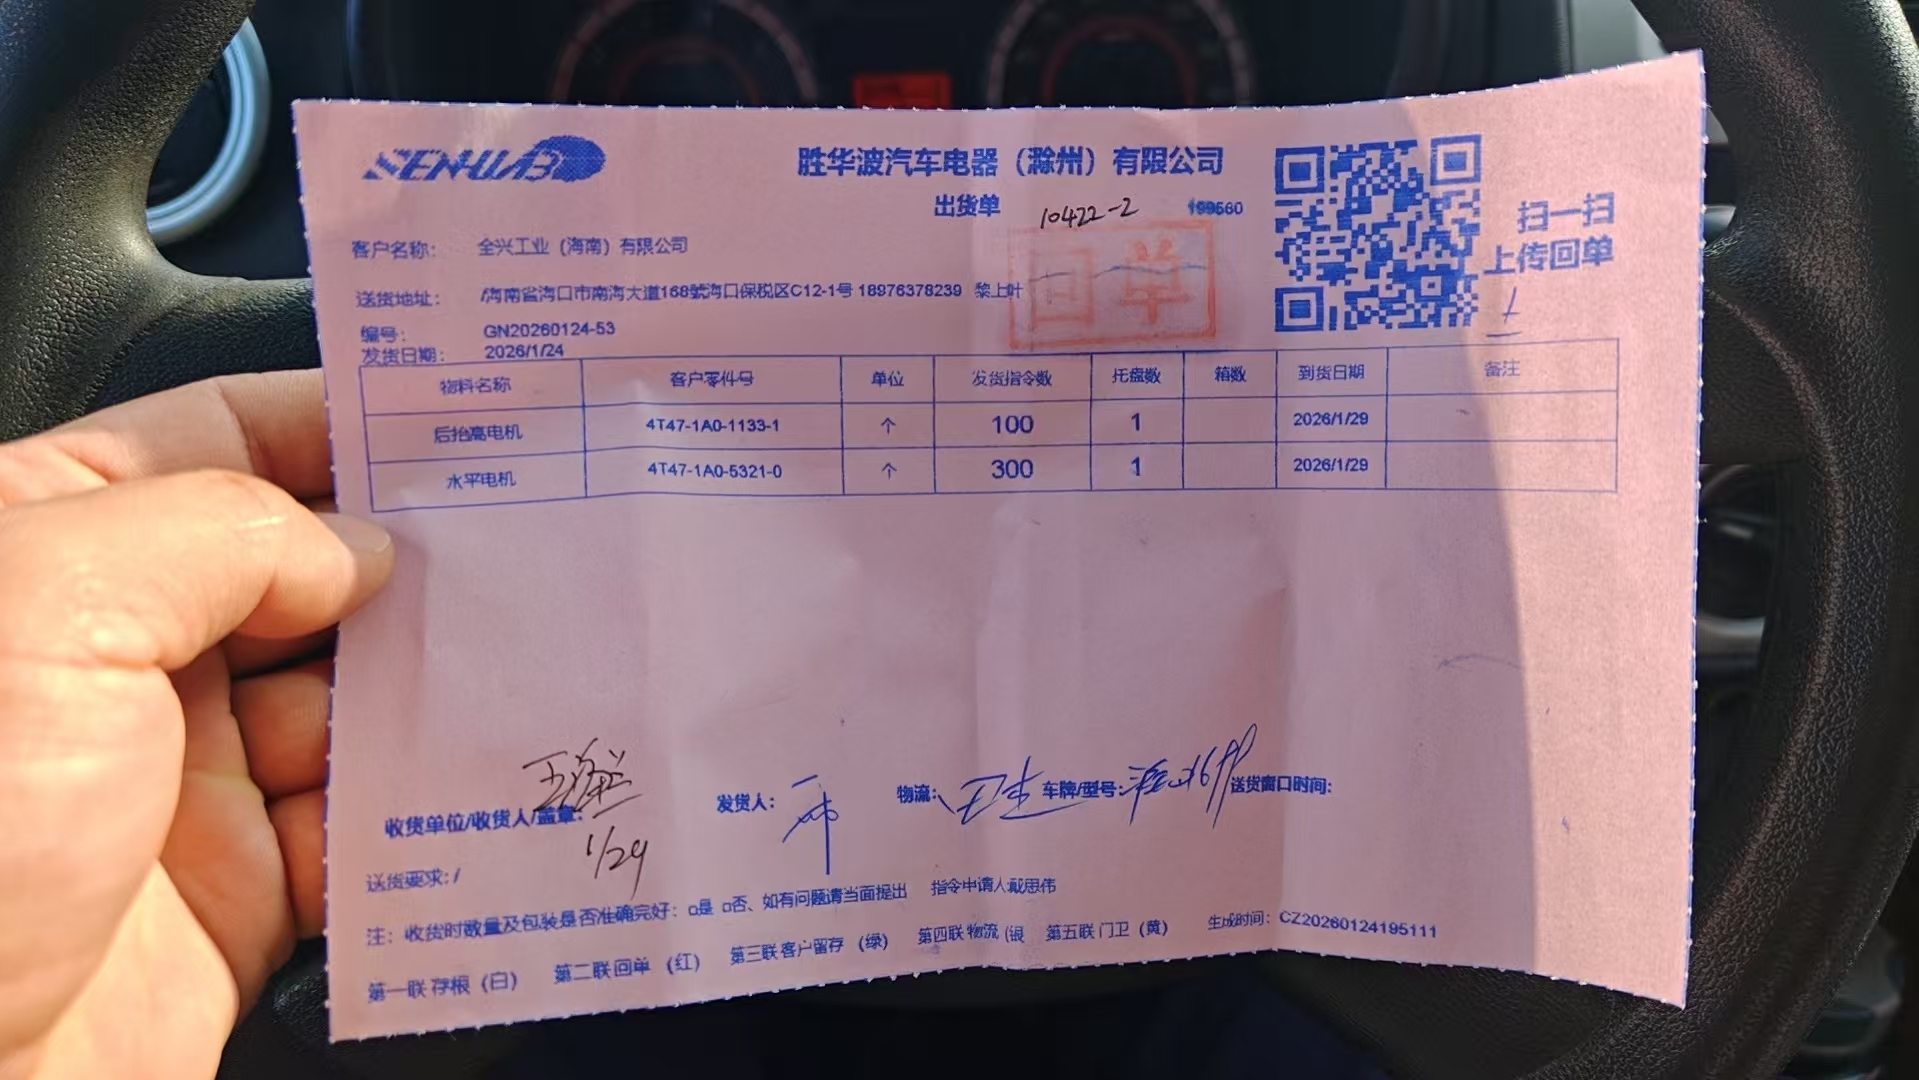 SENHWAB
胜华波汽车电器（滁州）有限公司
出货单 10422-2 199560
扫一扫
上传回单
回单
客户名称： 全兴工业（海南）有限公司
送货地址： /海南省海口市南海大道168號海口保税区C12-1号 18976378239 黎上叶
编号： GN20260124-53
发货日期： 2026/1/24
物料名称 客户零件号 单位 发货指令数 托盘数 箱数 到货日期 备注
后抬高电机 4T47-1A0-1133-1 个 100 1 2026/1/29
水平电机 4T47-1A0-5321-0 个 300 1 2026/1/29
收货单位/收货人/盖章： 发货人： 物流： 车牌/型号： 送货窗口时间：
1/29
送货要求：/
注：收货时数量及包装是否准确完好：□是 □否、如有问题请当面提出 指令申请人戴思伟
第一联存根（白） 第二联回单（红） 第三联客户留存（绿） 第四联物流（银 第五联门卫（黄） 生成时间：CZ20260124195111